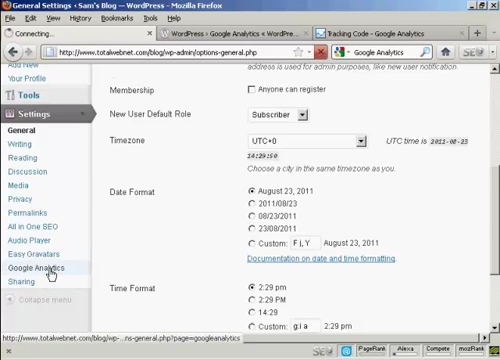 General Settings ‹ Sam's Blog — WordPress - Mozilla Firefox
File Edit View History Bookmarks Tools Help
Connecting...
WordPress › Google Analytics « WordPress...
Tracking Code - Google Analytics
http://www.totalwebnet.com/blog/wp-admin/options-general.php
Google Analytics
Add New
Your Profile
Tools
Settings
General
Writing
Reading
Discussion
Media
Privacy
Permalinks
All in One SEO
Audio Player
Easy Gravatars
Google Analytics
Sharing
Collapse menu
address is used for admin purposes, like new user notification.
Membership
Anyone can register
New User Default Role
Subscriber
Timezone
UTC+0
UTC time is 2011-08-23
14:29:50
Choose a city in the same timezone as you.
Date Format
August 23, 2011
2011/08/23
08/23/2011
23/08/2011
Custom: F j, Y August 23, 2011
Documentation on date and time formatting.
Time Format
2:29 pm
2:29 PM
14:29
Custom: g:i a 2:29 pm
http://www.totalwebnet.com/blog/wp-...ns-general.php?page=googleanalytics
PageRank
Alexa
Compete
mozRank